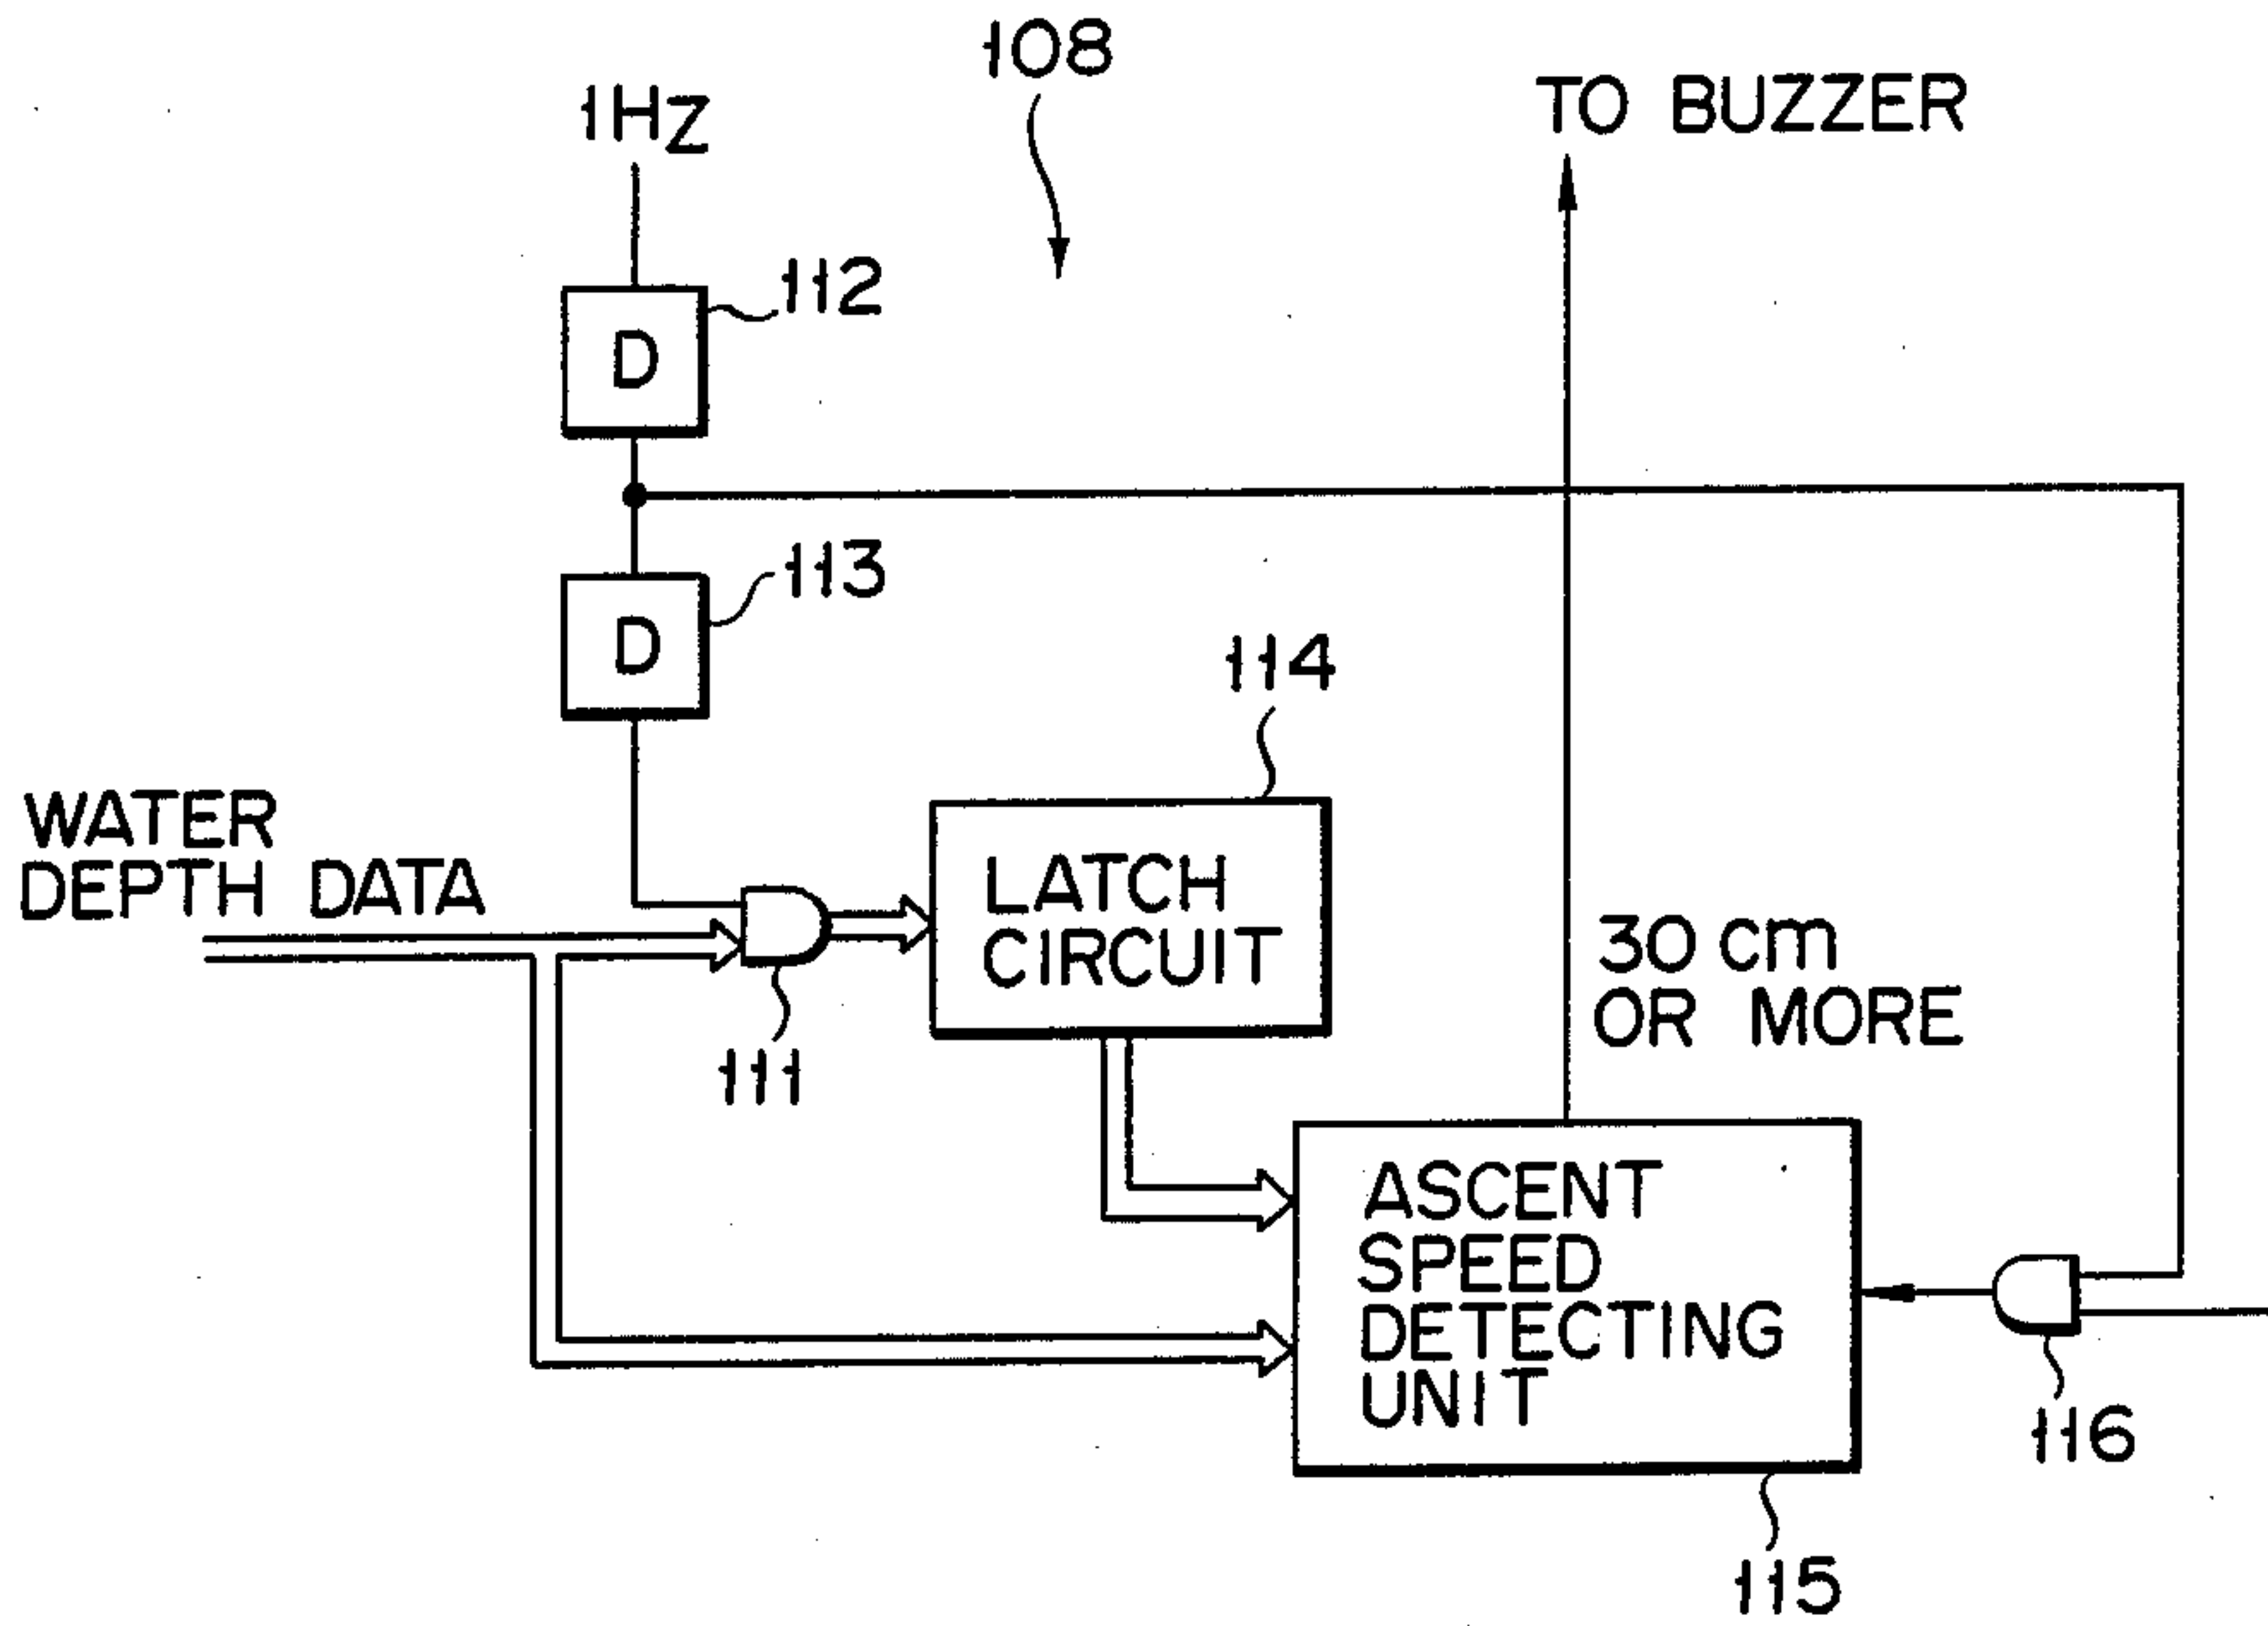 108
1HZ
TO BUZZER
112
D
113
D
114
WATER
DEPTH DATA
LATCH
CIRCUIT
30 cm
OR MORE
111
ASCENT
SPEED
DETECTING
UNIT
116
115